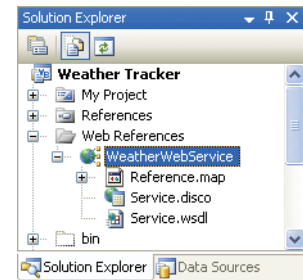 Solution Explorer
Weather Tracker
My Project
References
Web References
WeatherWebService
Reference.map
Service.disco
Service.wsdl
bin
Solution Explorer Data Sources